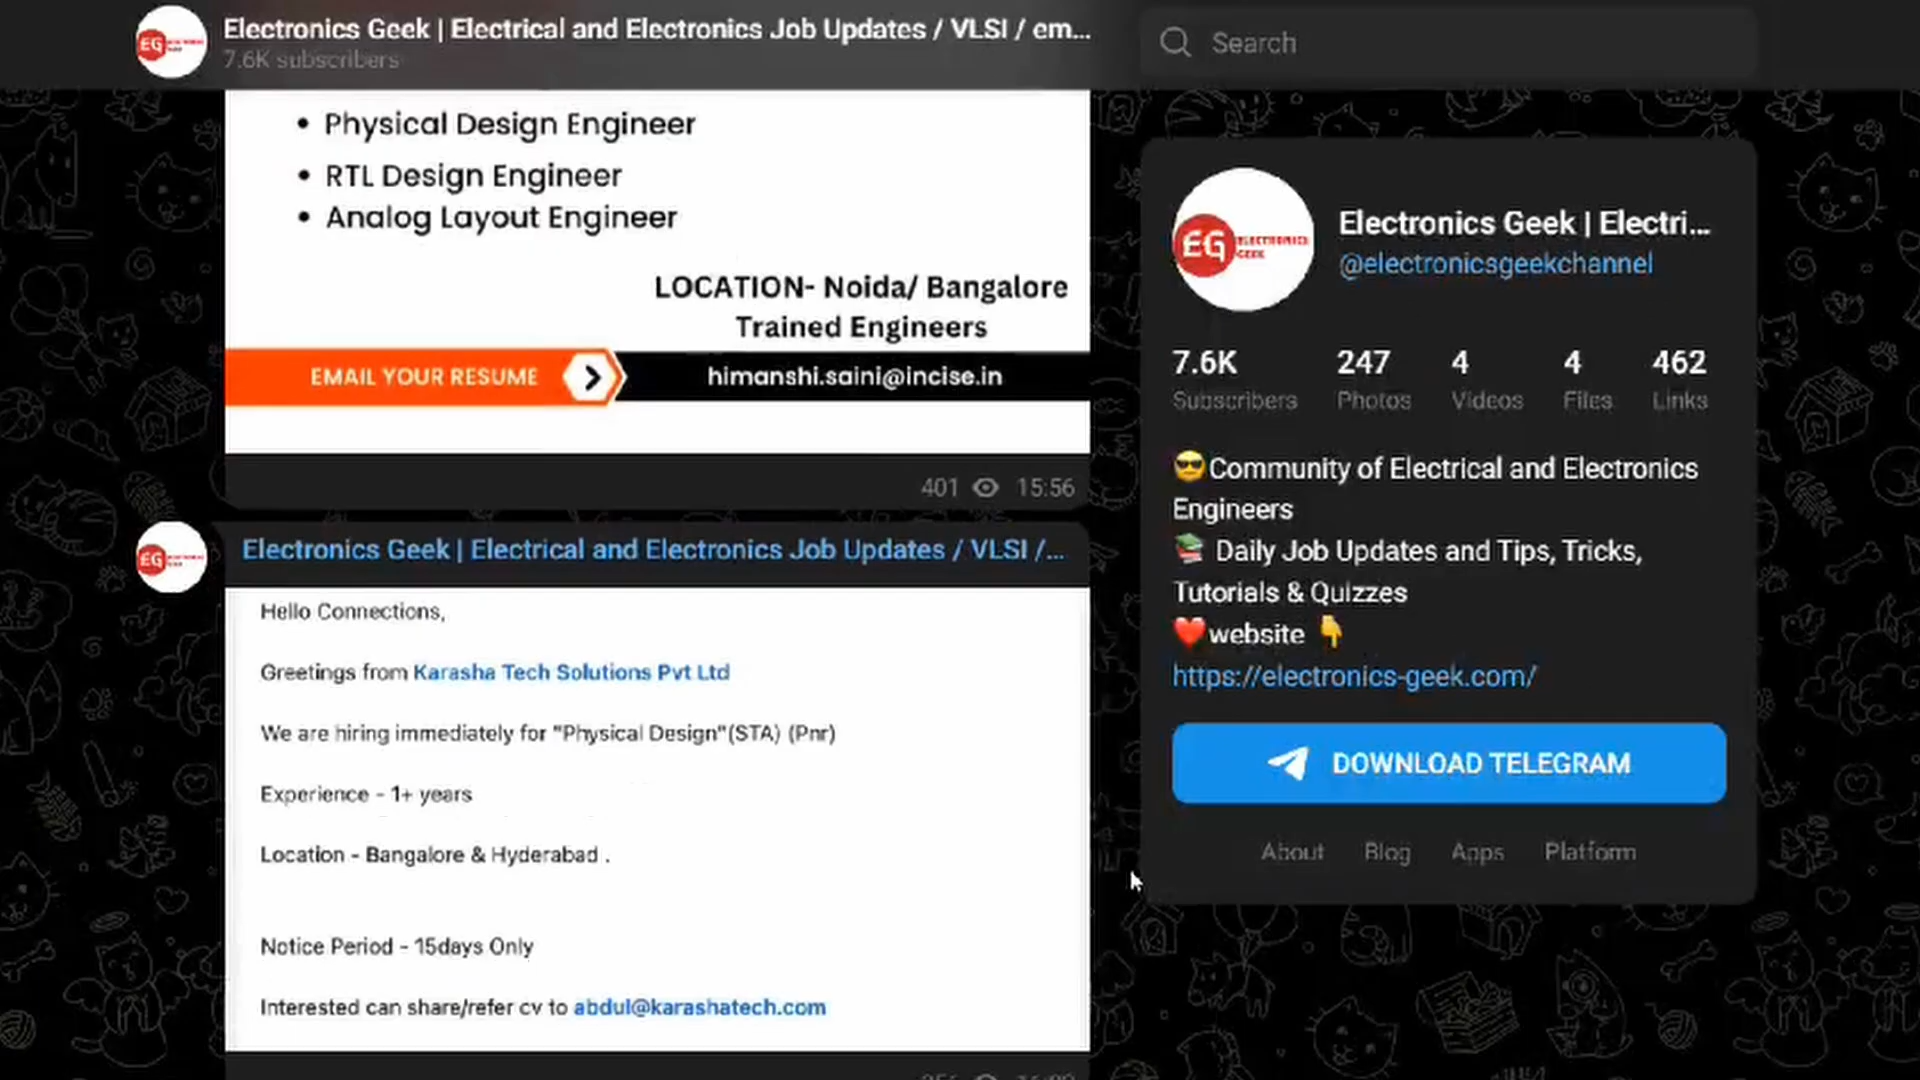 Electronics Geek | Electrical and Electronics Job Updates / VLSI / em...
7.6K subscribers
Search
• Physical Design Engineer
• RTL Design Engineer
• Analog Layout Engineer
LOCATION- Noida/ Bangalore
Trained Engineers
EMAIL YOUR RESUME
himanshi.saini@incise.in
401 15:56
Electronics Geek | Electrical and Electronics Job Updates / VLSI /...
Hello Connections,
Greetings from Karasha Tech Solutions Pvt Ltd
We are hiring immediately for "Physical Design"(STA) (Pnr)
Experience - 1+ years
Location - Bangalore & Hyderabad .
Notice Period - 15days Only
Interested can share/refer cv to abdul@karashatech.com
EG ELECTRONICS
GEEK
Electronics Geek | Electri...
@electronicsgeekchannel
7.6K 247 4 4 462
Subscribers Photos Videos Files Links
😎Community of Electrical and Electronics
Engineers
📚 Daily Job Updates and Tips, Tricks,
Tutorials & Quizzes
❤️website 👇
https://electronics-geek.com/
DOWNLOAD TELEGRAM
About Blog Apps Platform